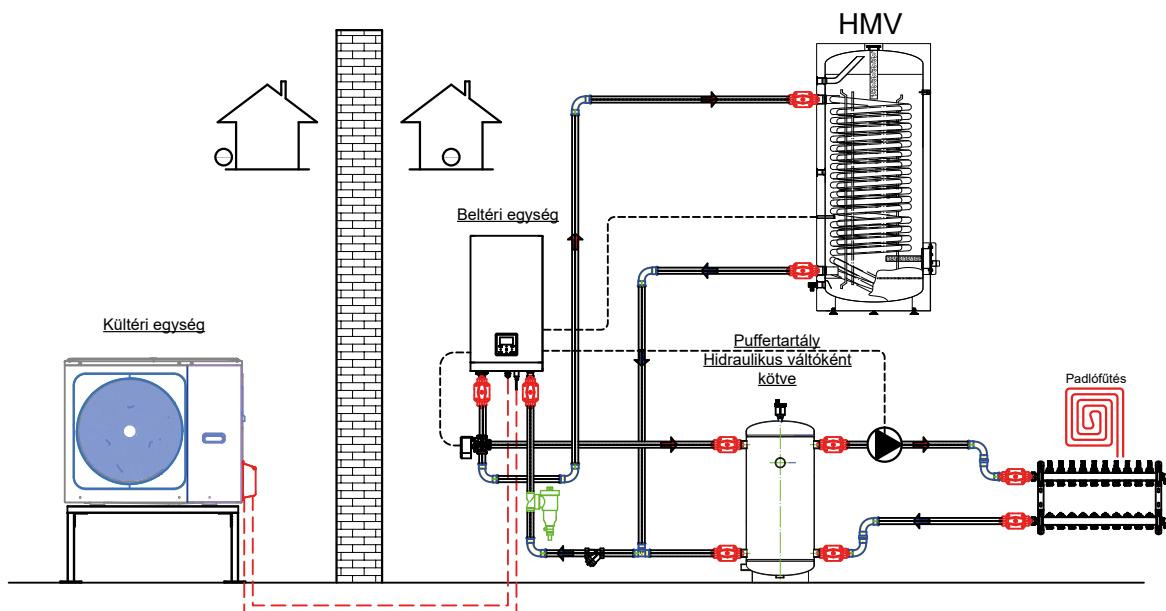 HMV
Beltéri egység
Kültéri egység
Puffertartály
Hidraulikus váltóként
kötve
Padlófűtés